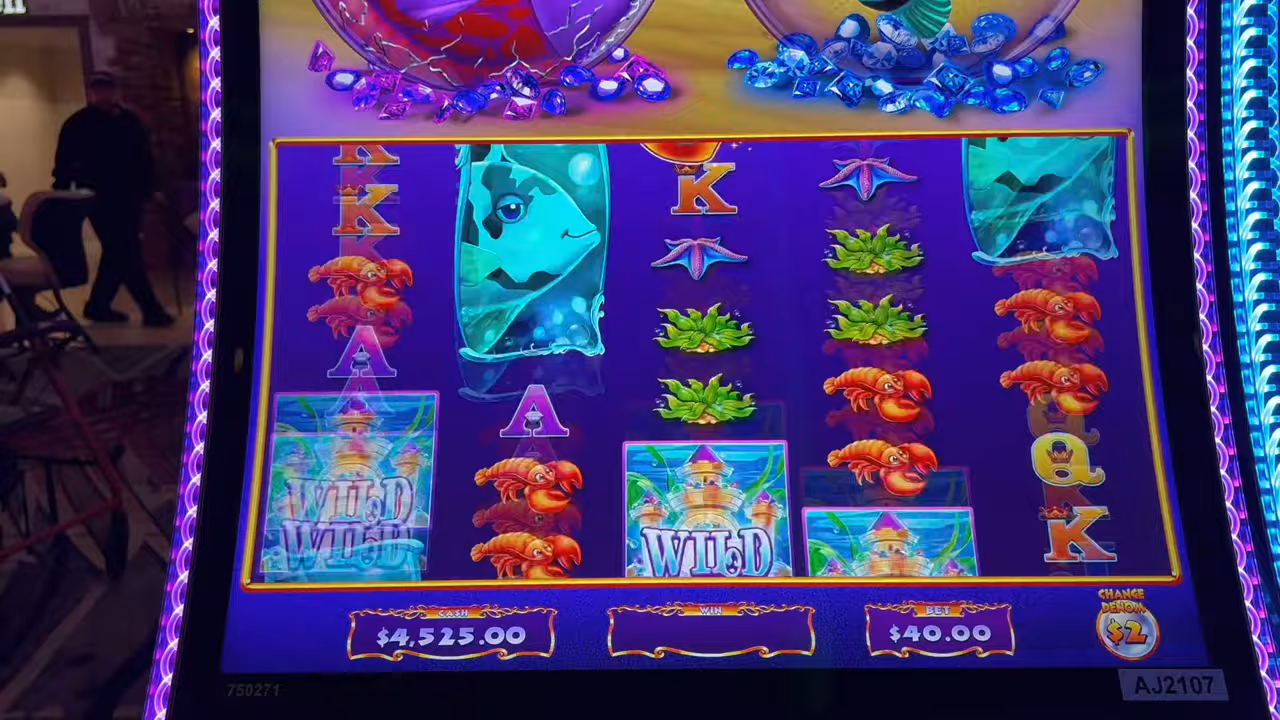 K
K
K
A
A
WILD
WILD
A
WILD
Q
K
CASH
$4,525.00
WIN
BET
$40.00
CHANGE
DENOM
$2
750271
AJ2107